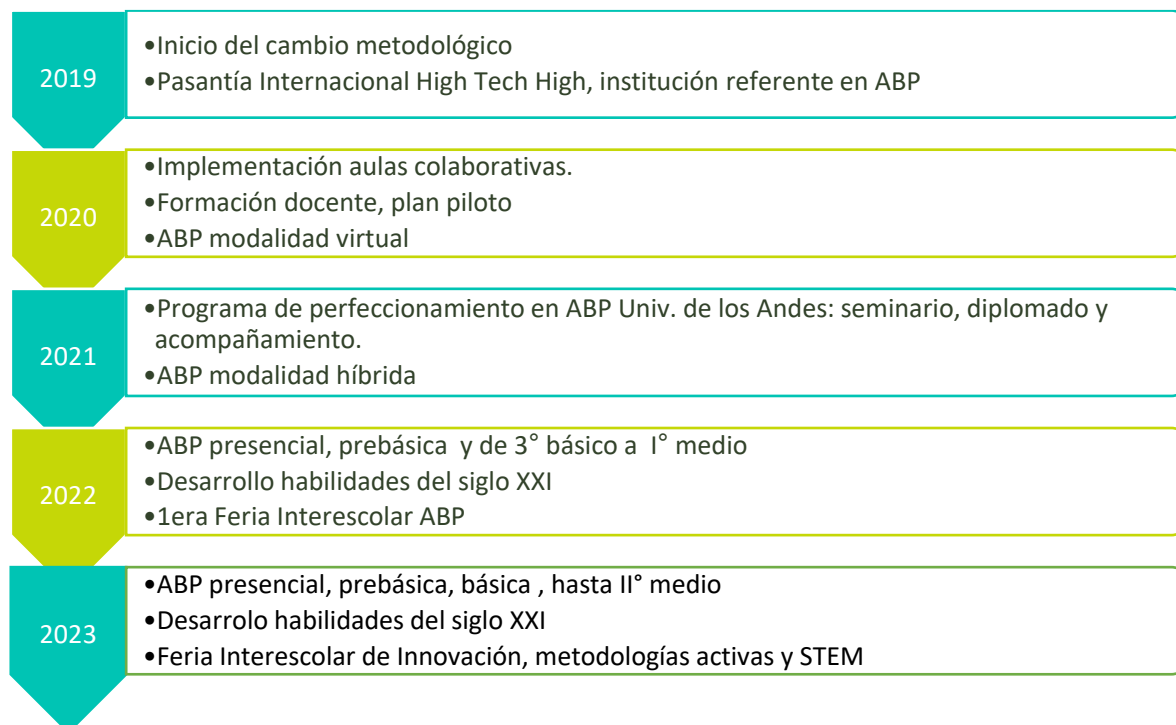 2019
•Inicio del cambio metodológico
•Pasantía Internacional High Tech High, institución referente en ABP
2020
•Implementación aulas colaborativas.
•Formación docente, plan piloto
•ABP modalidad virtual
2021
•Programa de perfeccionamiento en ABP Univ. de los Andes: seminario, diplomado y
acompañamiento.
•ABP modalidad híbrida
2022
•ABP presencial, prebásica y de 3° básico a I° medio
•Desarrollo habilidades del siglo XXI
•1era Feria Interescolar ABP
2023
•ABP presencial, prebásica, básica , hasta II° medio
•Desarrolo habilidades del siglo XXI
•Feria Interescolar de Innovación, metodologías activas y STEM